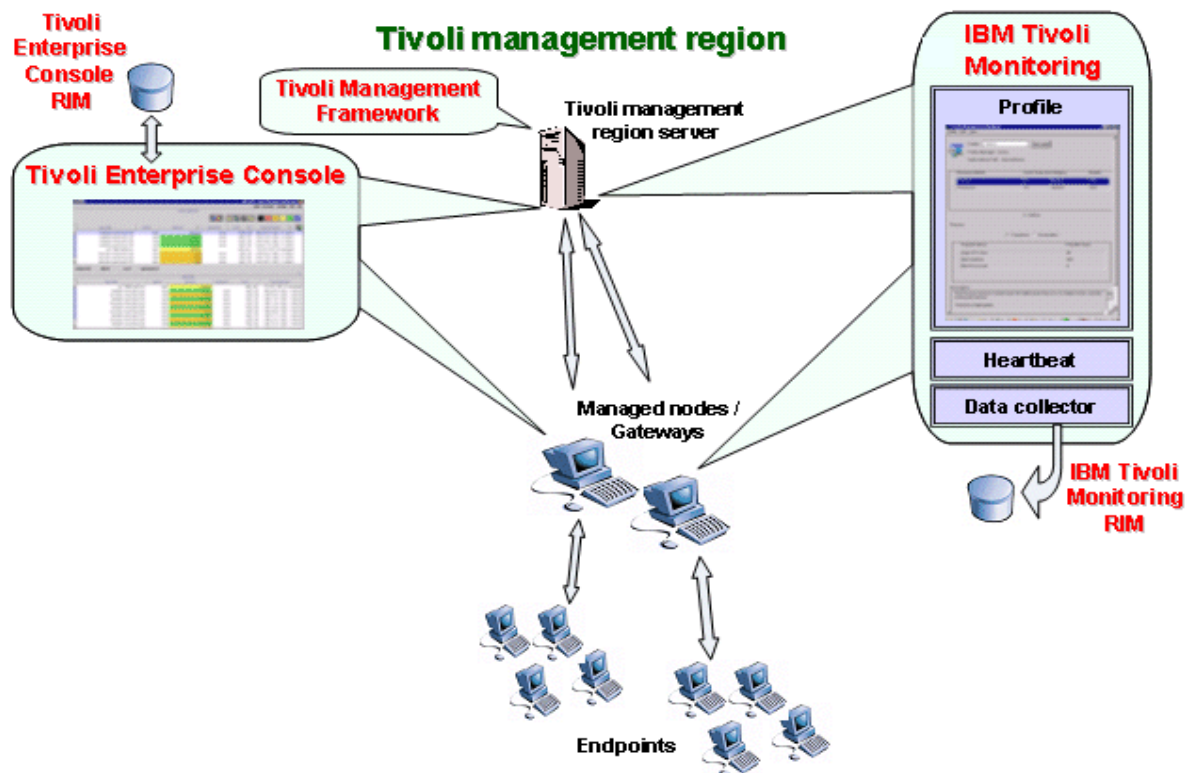 Tivoli
Enterprise
Console
RIM
Tivoli management region
Tivoli Management
Framework
Tivoli management
region server
Tivoli Enterprise Console
IBM Tivoli
Monitoring
Profile
Heartbeat
Data collector
Managed nodes /
Gateways
IBM Tivoli
Monitoring
RIM
Endpoints